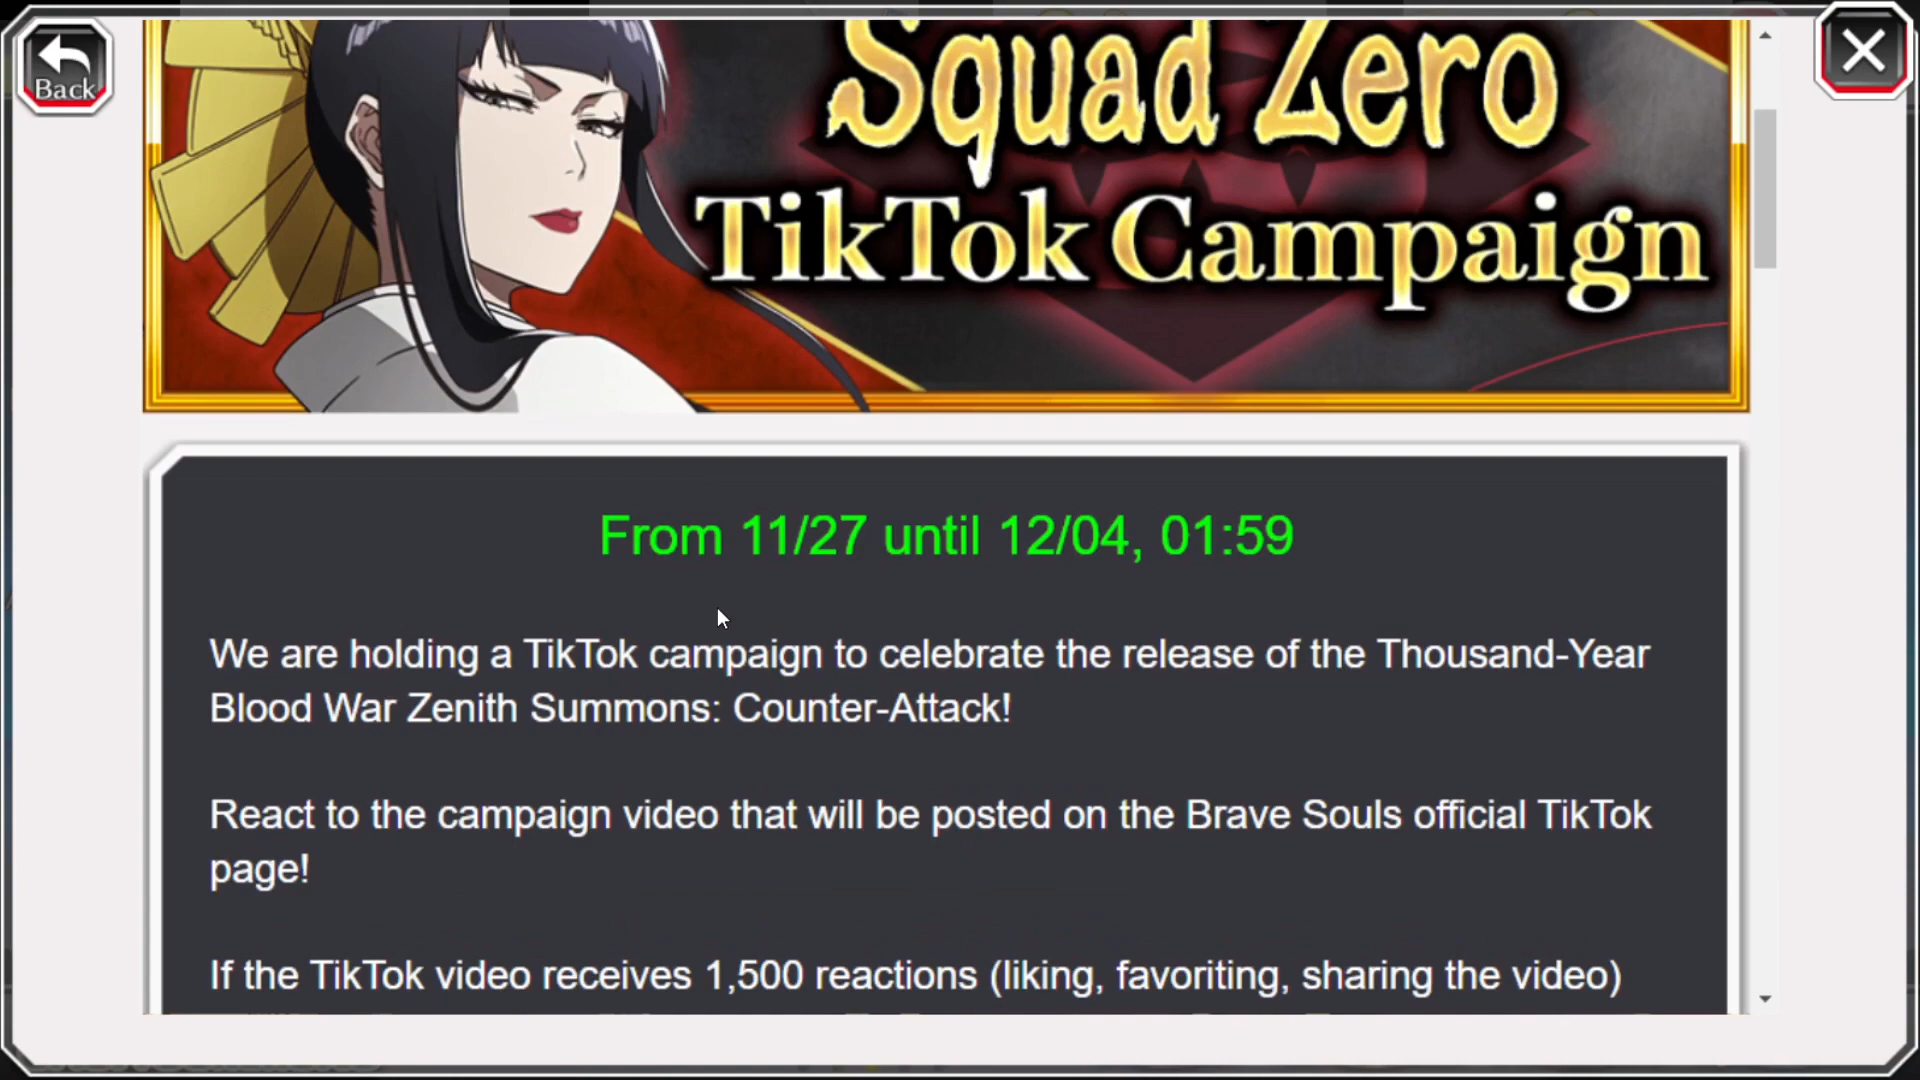 Back
Squad Zero
TikTok Campaign
From 11/27 until 12/04, 01:59
We are holding a TikTok campaign to celebrate the release of the Thousand-Year
Blood War Zenith Summons: Counter-Attack!
React to the campaign video that will be posted on the Brave Souls official TikTok
page!
If the TikTok video receives 1,500 reactions (liking, favoriting, sharing the video)